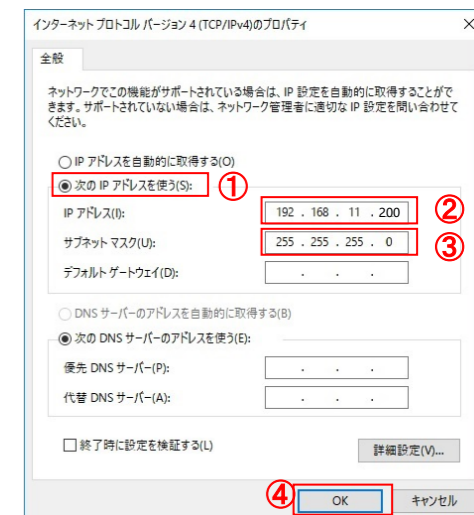 インターネット プロトコル バージョン 4 (TCP/IPv4)のプロパティ
全般
ネットワークでこの機能がサポートされている場合は、IP 設定を自動的に取得することがで
きます。サポートされていない場合は、ネットワーク管理者に適切な IP 設定を問い合わせて
ください。
IP アドレスを自動的に取得する(O)
次の IP アドレスを使う(S): ①
IP アドレス(I): 192 . 168 . 11 . 200 ②
サブネット マスク(U): 255 . 255 . 255 . 0 ③
デフォルト ゲートウェイ(D): . . .
DNS サーバーのアドレスを自動的に取得する(B)
次の DNS サーバーのアドレスを使う(E):
優先 DNS サーバー(P): . . .
代替 DNS サーバー(A): . . .
終了時に設定を検証する(L)
詳細設定(V)...
④ OK キャンセル